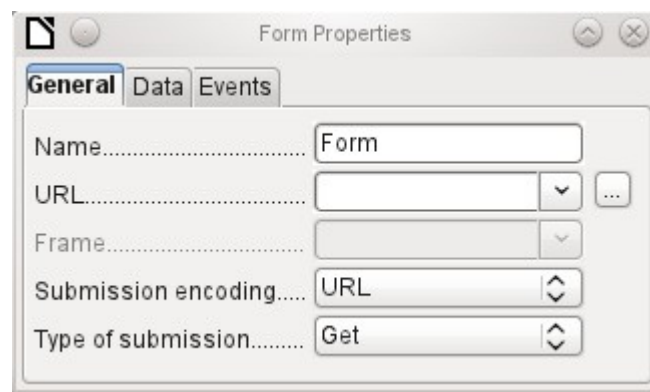 Form Properties
General Data Events
Name............................... Form
URL.................................
Frame..............................
Submission encoding..... URL
Type of submission......... Get
...